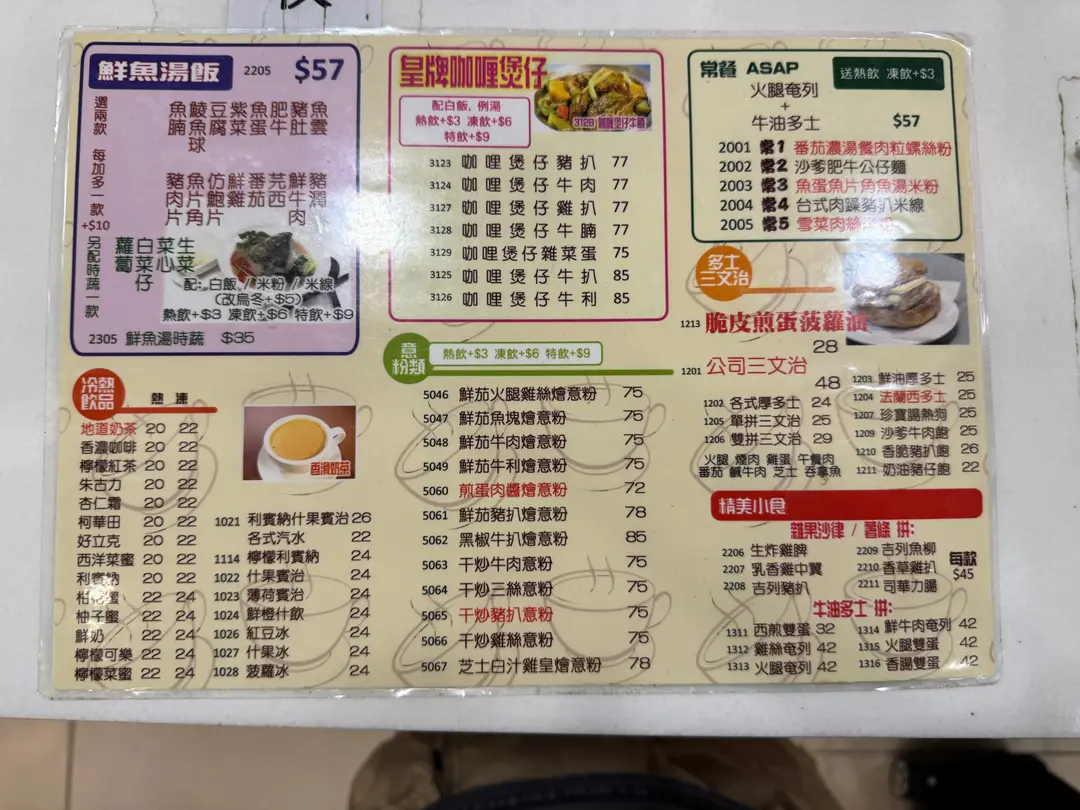 鮮魚湯飯 2205 $57
選兩款 每加多一款 +$10
魚腩 鯪魚球 豆腐 紫菜 魚蛋 肥牛 豬肚 魚雲
豬肉片 魚片角 仿鮑片 鮮雞 番茄 芫西 鮮牛肉 豬潤
另配時蔬一款
蘿蔔 白菜仔 菜心 生菜
配: 白飯 / 米粉 / 米線
(改烏冬+$5)
熱飲+$3 凍飲+$6 特飲+$9
2305 鮮魚湯時蔬 $35
冷熱飲品
熱 凍
地道奶茶 20 22
香濃咖啡 20 22
檸檬紅茶 20 22
朱古力 20 22
杏仁霜 20 22
柯華田 20 22
好立克 20 22
西洋菜蜜 20 22
利賓納 20 22
22 24
柚子蜜 22 24
鮮奶 22 24
檸檬可樂 22 24
檸檬菜蜜 22 24
香滑奶茶
1021 利賓納什果賓治 26
各式汽水 22
1114 檸檬利賓納 24
1022 什果賓治 24
1023 薄荷賓治 24
1024 鮮橙什飲 24
1026 紅豆冰 24
1027 什果冰 24
1028 菠蘿冰 24
皇牌咖喱煲仔
配白飯, 例湯
熱飲+$3 凍飲+$6
特飲+$9
3128 咖喱煲仔牛腩
3123 咖喱煲仔豬扒 77
3124 咖喱煲仔牛肉 77
3127 咖喱煲仔雞扒 77
3128 咖喱煲仔牛腩 77
3129 咖喱煲仔雜菜蛋 75
3125 咖喱煲仔牛扒 85
3126 咖喱煲仔牛利 85
意粉類
熱飲+$3 凍飲+$6 特飲+$9
5046 鮮茄火腿雞絲燴意粉 75
5047 鮮茄魚塊燴意粉 75
5048 鮮茄牛肉燴意粉 75
5049 鮮茄牛利燴意粉 75
5060 煎蛋肉醬燴意粉 72
5061 鮮茄豬扒燴意粉 78
5062 黑椒牛扒燴意粉 85
5063 干炒牛肉意粉 75
5064 干炒三絲意粉 75
5065 干炒豬扒意粉 75
5066 干炒雞絲意粉 75
5067 芝士白汁雞皇燴意粉 78
常餐 ASAP
送熱飲 凍飲+$3
火腿奄列
+
牛油多士 $57
2001 常1 番茄濃湯餐肉粒螺絲粉
2002 常2 沙爹肥牛公仔麵
2003 常3 魚蛋魚片角魚湯米粉
2004 常4 台式肉躁豬扒米線
2005 常5 雪菜肉絲米粉
多士三文治
1213 脆皮煎蛋菠蘿油
28
1201 公司三文治
48
1202 各式厚多士 24
1205 單拼三文治 25
1206 雙拼三文治 29
火腿 煙肉 雞蛋 午餐肉
番茄 鹹牛肉 芝士 吞拿魚
1203 鮮油厚多士 25
1204 法蘭西多士 25
1207 珍寶腸熱狗 25
1209 沙爹牛肉飽 25
1210 香脆豬扒飽 26
1211 奶油豬仔飽 22
精美小食
雜果沙律 / 薯條 拼:
2206 生炸雞脾
2207 乳香雞中翼
2208 吉列豬扒
2209 吉列魚柳
2210 香草雞扒
2211 司華力腸
每款
$45
牛油多士 拼:
1311 西煎雙蛋 32
1312 雞絲奄列 42
1313 火腿奄列 42
1314 鮮牛肉奄列 42
1315 火腿雙蛋 42
1316 香腸雙蛋 42